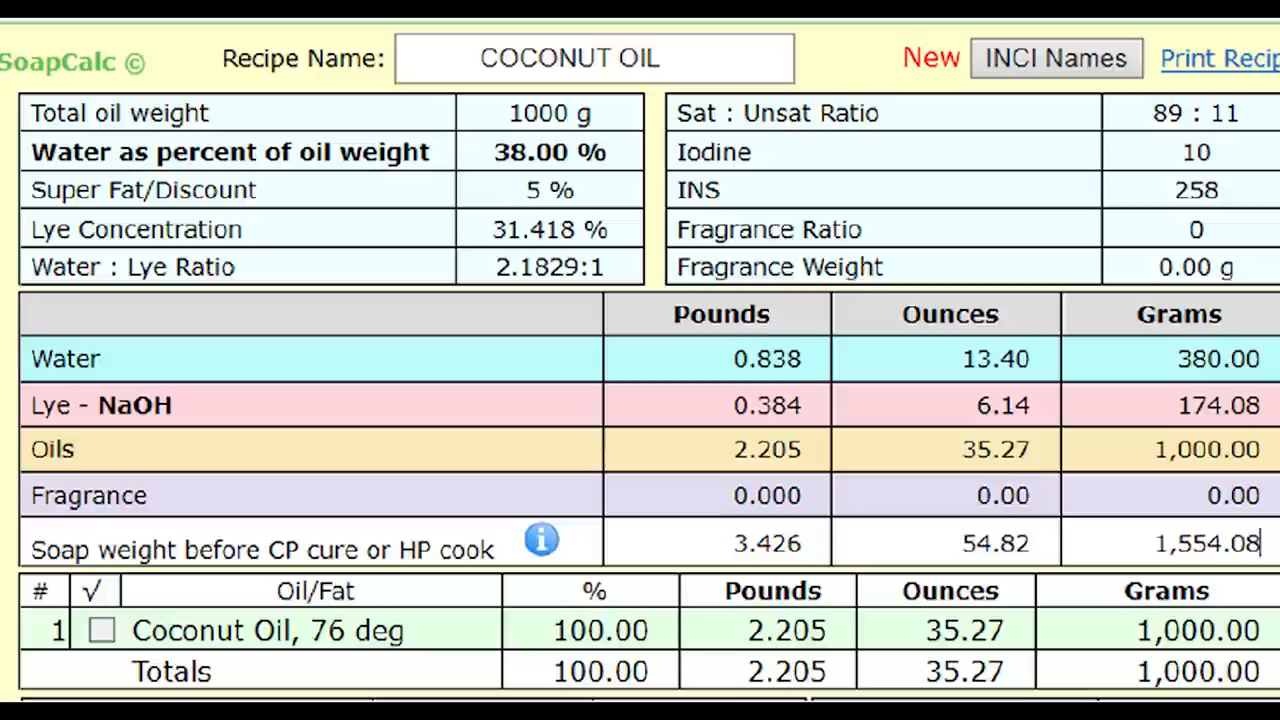 SoapCalc © Recipe Name: COCONUT OIL New INCI Names Print Recip
Total oil weight 1000 g Sat : Unsat Ratio 89 : 11
Water as percent of oil weight 38.00 % Iodine 10
Super Fat/Discount 5 % INS 258
Lye Concentration 31.418 % Fragrance Ratio 0
Water : Lye Ratio 2.1829:1 Fragrance Weight 0.00 g
Pounds Ounces Grams
Water 0.838 13.40 380.00
Lye - NaOH 0.384 6.14 174.08
Oils 2.205 35.27 1,000.00
Fragrance 0.000 0.00 0.00
Soap weight before CP cure or HP cook i 3.426 54.82 1,554.08
# √ Oil/Fat % Pounds Ounces Grams
1 Coconut Oil, 76 deg 100.00 2.205 35.27 1,000.00
Totals 100.00 2.205 35.27 1,000.00